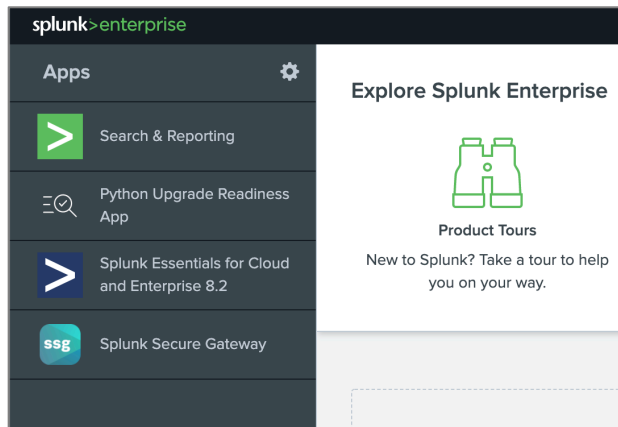 splunk>enterprise
Apps
Search & Reporting
Python Upgrade Readiness
App
Splunk Essentials for Cloud
and Enterprise 8.2
ssg
Splunk Secure Gateway
Explore Splunk Enterprise
Product Tours
New to Splunk? Take a tour to help
you on your way.